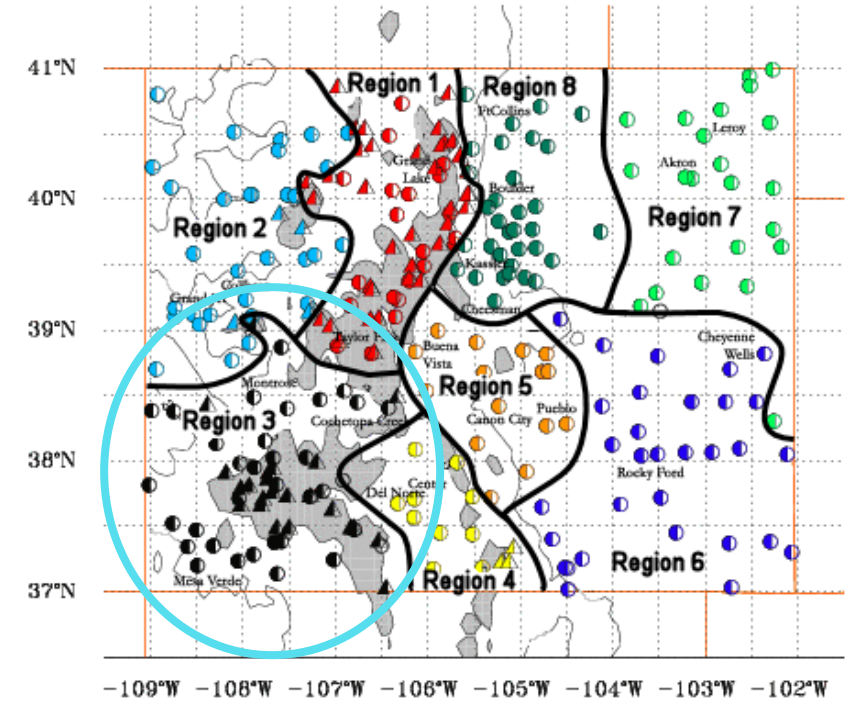 41°N
Region 1
Region 8
FtCollins
Leroy
Akron
Grand
Lake
40°N
Boulder
Region 2
Region 7
Kassler
Cheesman
39°N
Taylor
Buena
Vista
Cheyenne
Wells
Montrose
Region 5
Region 3
Cochetopa Creek
Canon City
Pueblo
38°N
Rocky Ford
Center
Del Norte
Region 6
Mesa Verde
Region 4
37°N
-109°W -108°W -107°W -106°W -105°W -104°W -103°W -102°W